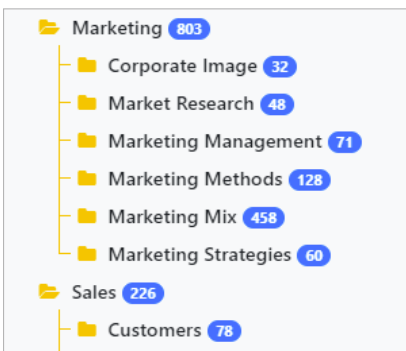 Marketing 803
Corporate Image 32
Market Research 48
Marketing Management 71
Marketing Methods 128
Marketing Mix 458
Marketing Strategies 60
Sales 226
Customers 78